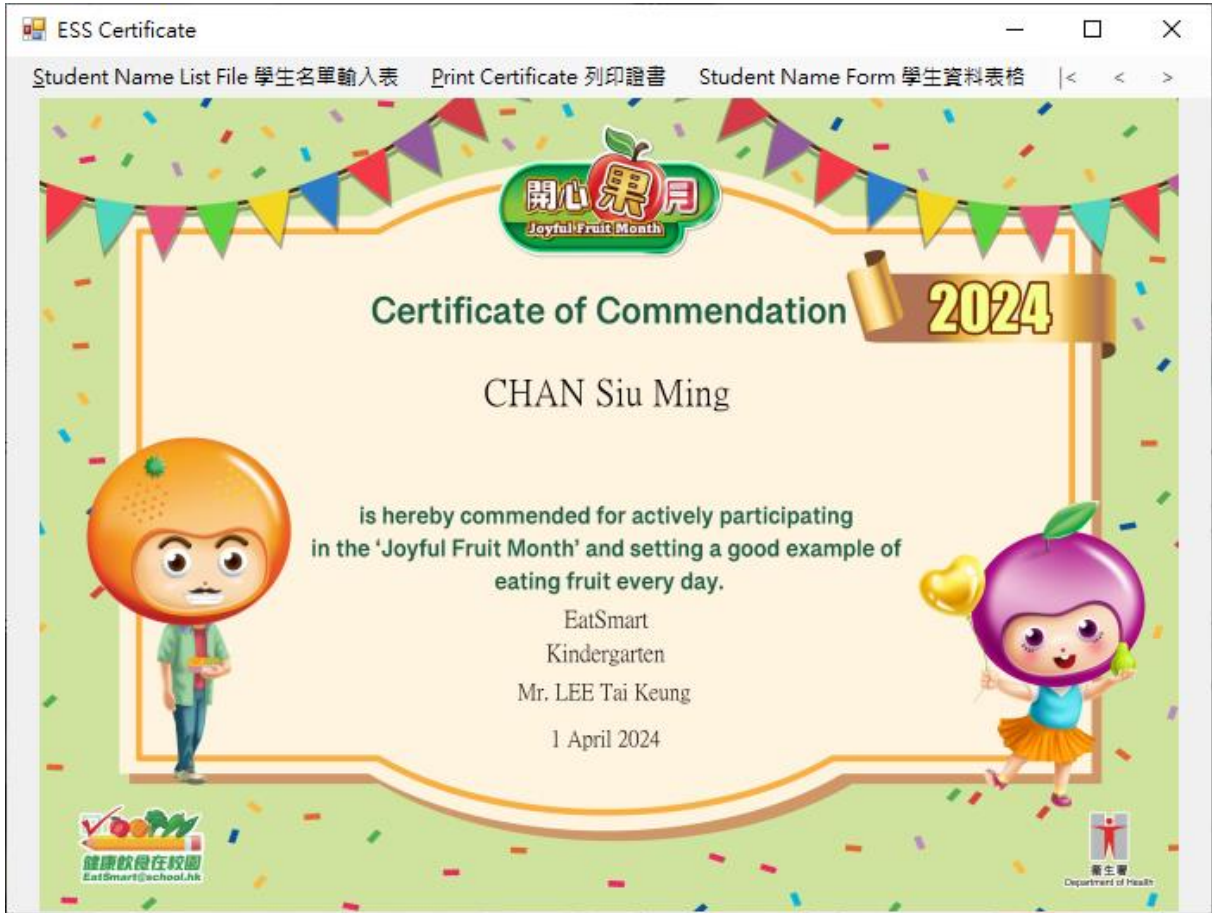 ESS Certificate
Student Name List File 學生名單輸入表 Print Certificate 列印證書 Student Name Form 學生資料表格 |< < >
開心果月
Joyful Fruit Month
Certificate of Commendation
2024
CHAN Siu Ming
is hereby commended for actively participating
in the ‘Joyful Fruit Month’ and setting a good example of
eating fruit every day.
EatSmart
Kindergarten
Mr. LEE Tai Keung
1 April 2024
健康飲食在校園
EatSmart@school.hk
衞生署
Department of Health